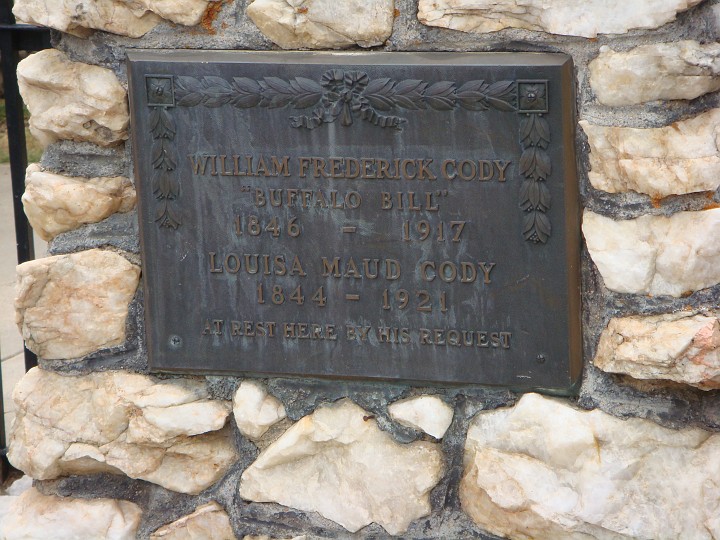 WILLIAM FREDERICK CODY
"BUFFALO BILL"
1846 - 1917
LOUISA MAUD CODY
1844 - 1921
AT REST HERE BY HIS REQUEST